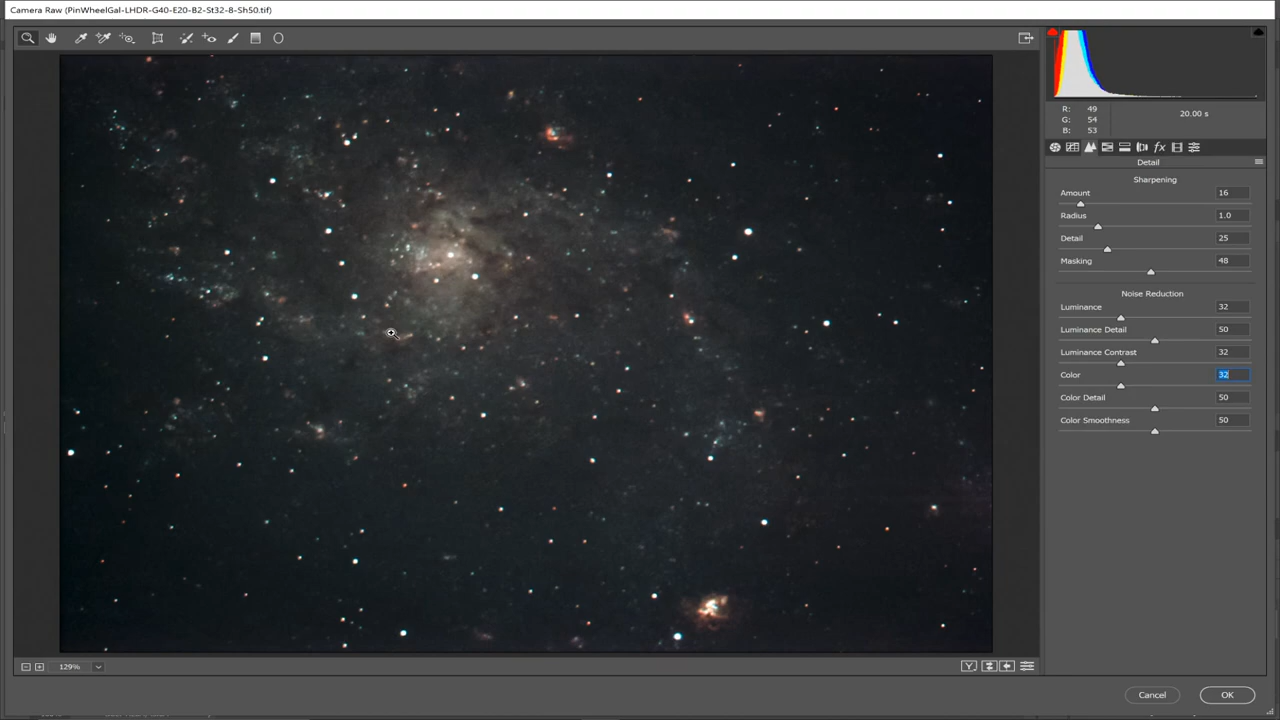 Camera Raw (PinWheelGal-LHDR-G40-E20-B2-St32-8-Sh50.tif)
R: 49
G: 54
B: 53
20.00 s
fx
Detail
Sharpening
Amount 16
Radius 1.0
Detail 25
Masking 48
Noise Reduction
Luminance 32
Luminance Detail 50
Luminance Contrast 32
Color 32
Color Detail 50
Color Smoothness 50
129%
Y
Cancel OK